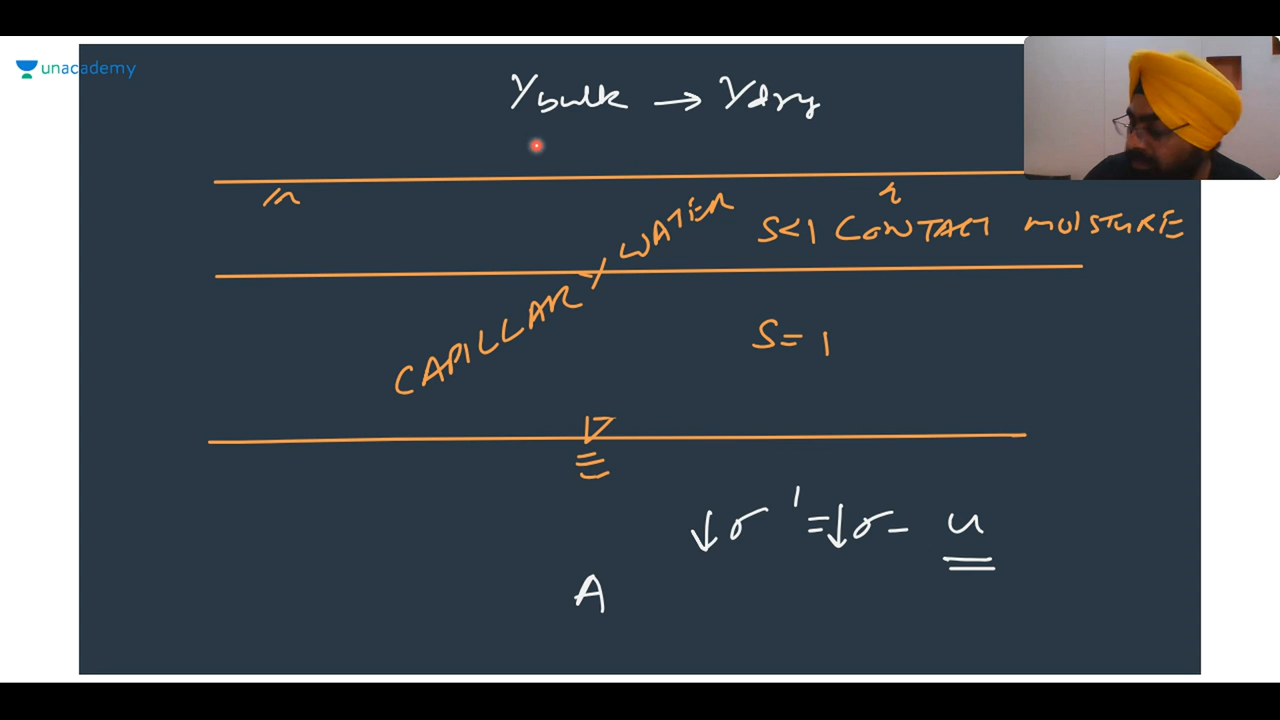 unacademy
γbulk → γdry
S<1 CONTACT MOISTURE
CAPILLARY WATER
S=1
↓σ' = ↓σ - u
A